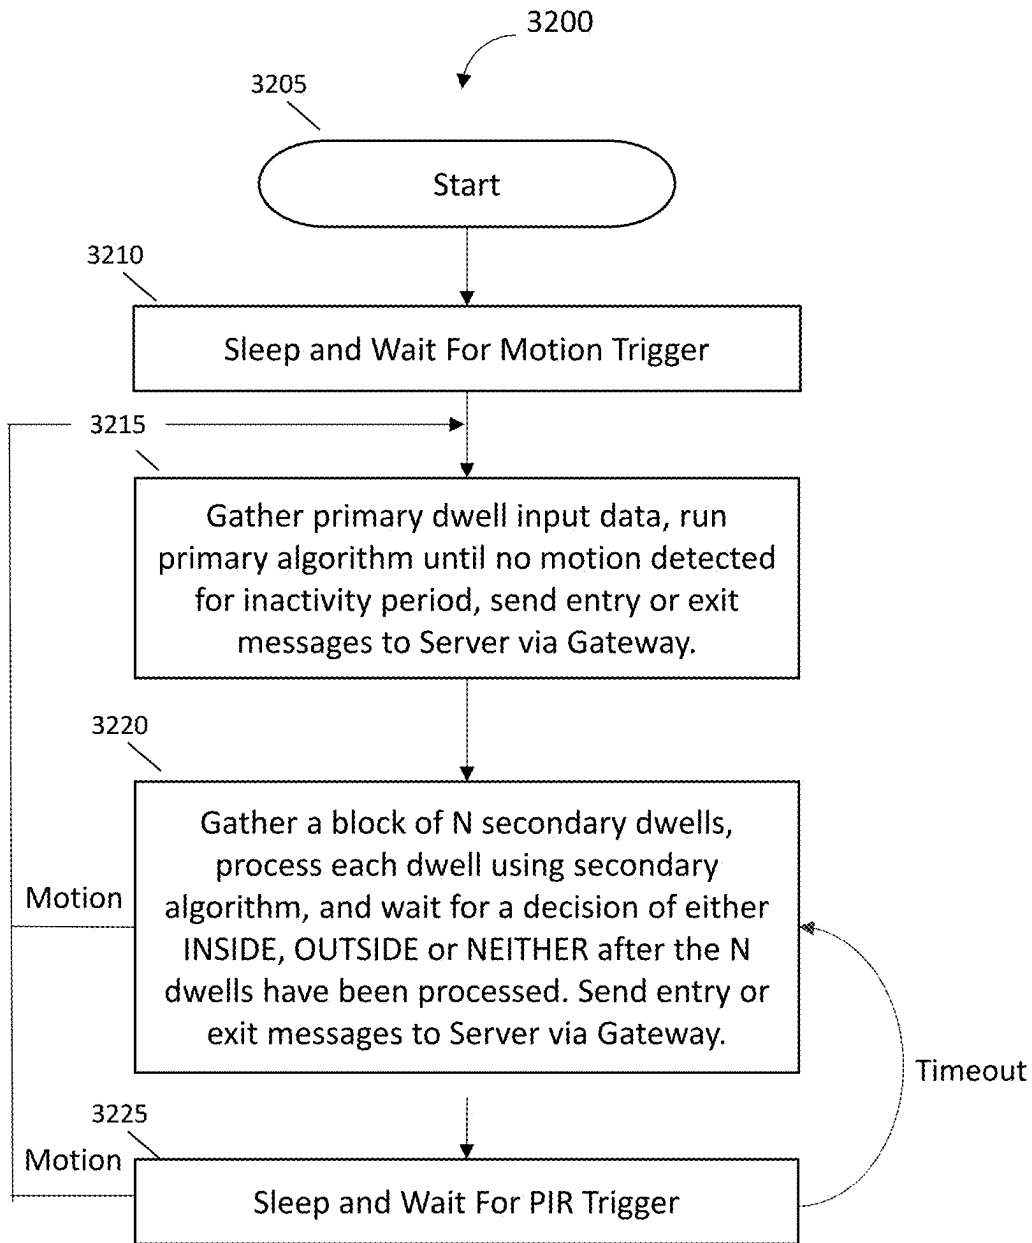 3200
3205
Start
3210
Sleep and Wait For Motion Trigger
3215
Gather primary dwell input data, run
primary algorithm until no motion detected
for inactivity period, send entry or exit
messages to Server via Gateway.
3220
Gather a block of N secondary dwells,
process each dwell using secondary
algorithm, and wait for a decision of either
INSIDE, OUTSIDE or NEITHER after the N
dwells have been processed. Send entry or
exit messages to Server via Gateway.
Motion
Timeout
3225
Motion
Sleep and Wait For PIR Trigger